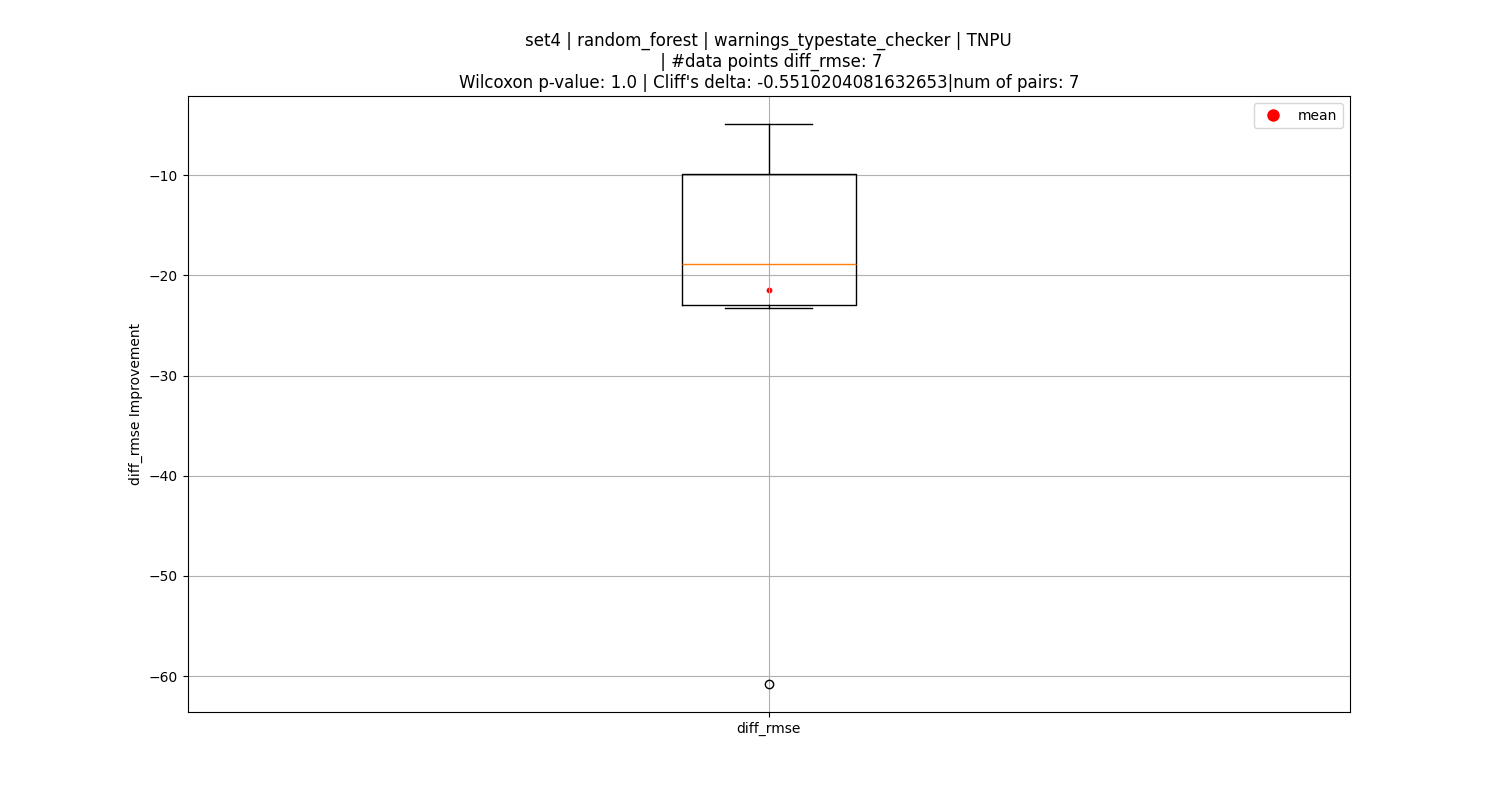 set4 | random_forest | warnings_typestate_checker | TNPU
| #data points diff_rmse: 7
Wilcoxon p-value: 1.0 | Cliff's delta: -0.5510204081632653|num of pairs: 7
mean
−10
−20
−30
−40
−50
−60
diff_rmse Improvement
diff_rmse